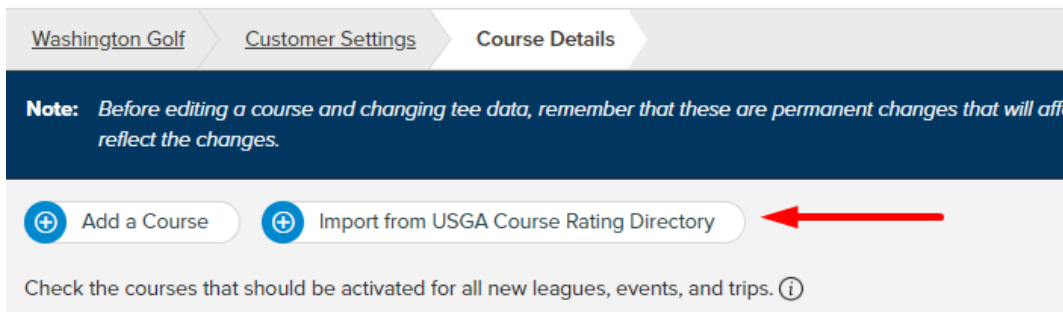 Washington Golf Customer Settings Course Details
Note: Before editing a course and changing tee data, remember that these are permanent changes that will
reflect the changes.
Add a Course Import from USGA Course Rating Directory
Check the courses that should be activated for all new leagues, events, and trips.